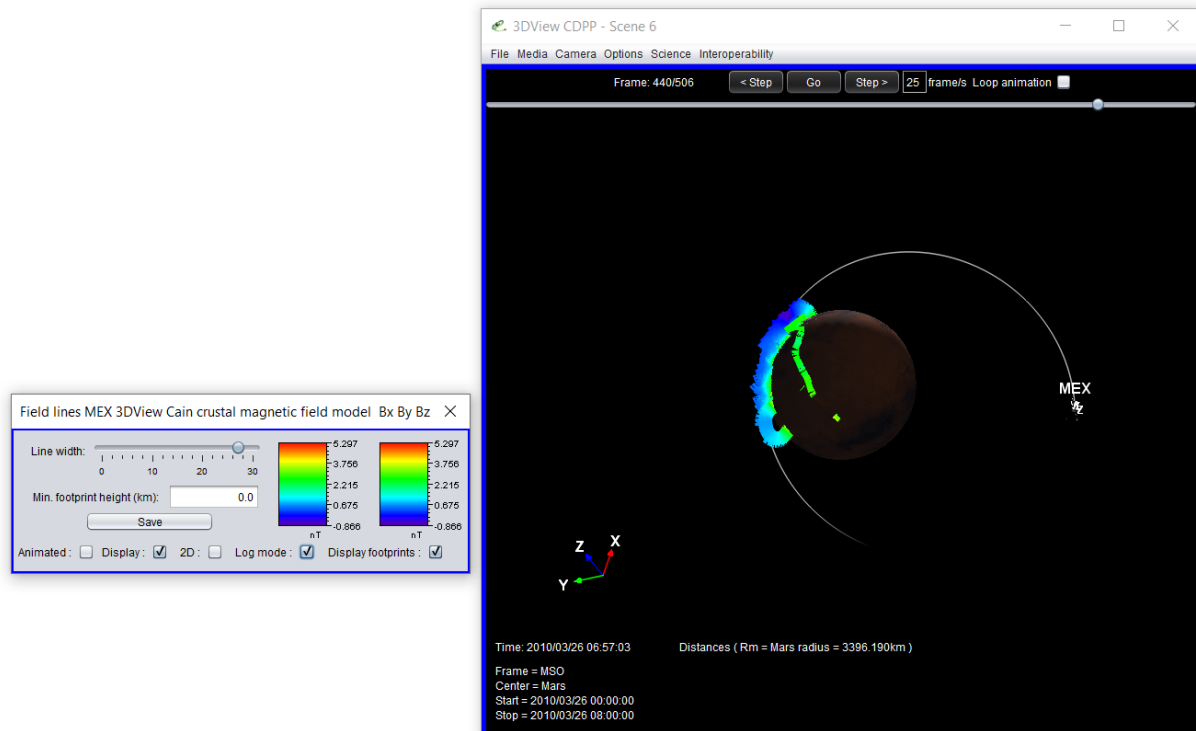 3DView CDPP - Scene 6
File Media Camera Options Science Interoperability
Frame: 440/506 < Step Go Step > 25 frame/s Loop animation
MEX
Z
X
Z
Y
Time: 2010/03/26 06:57:03 Distances ( Rm = Mars radius = 3396.190km )
Frame = MSO
Center = Mars
Start = 2010/03/26 00:00:00
Stop = 2010/03/26 08:00:00
Field lines MEX 3DView Cain crustal magnetic field model Bx By Bz
Line width:
0 10 20 30
Min. footprint height (km): 0.0
Save
5.297
3.756
2.215
0.675
-0.866
nT
5.297
3.756
2.215
0.675
-0.866
nT
Animated : Display : 2D : Log mode : Display footprints :